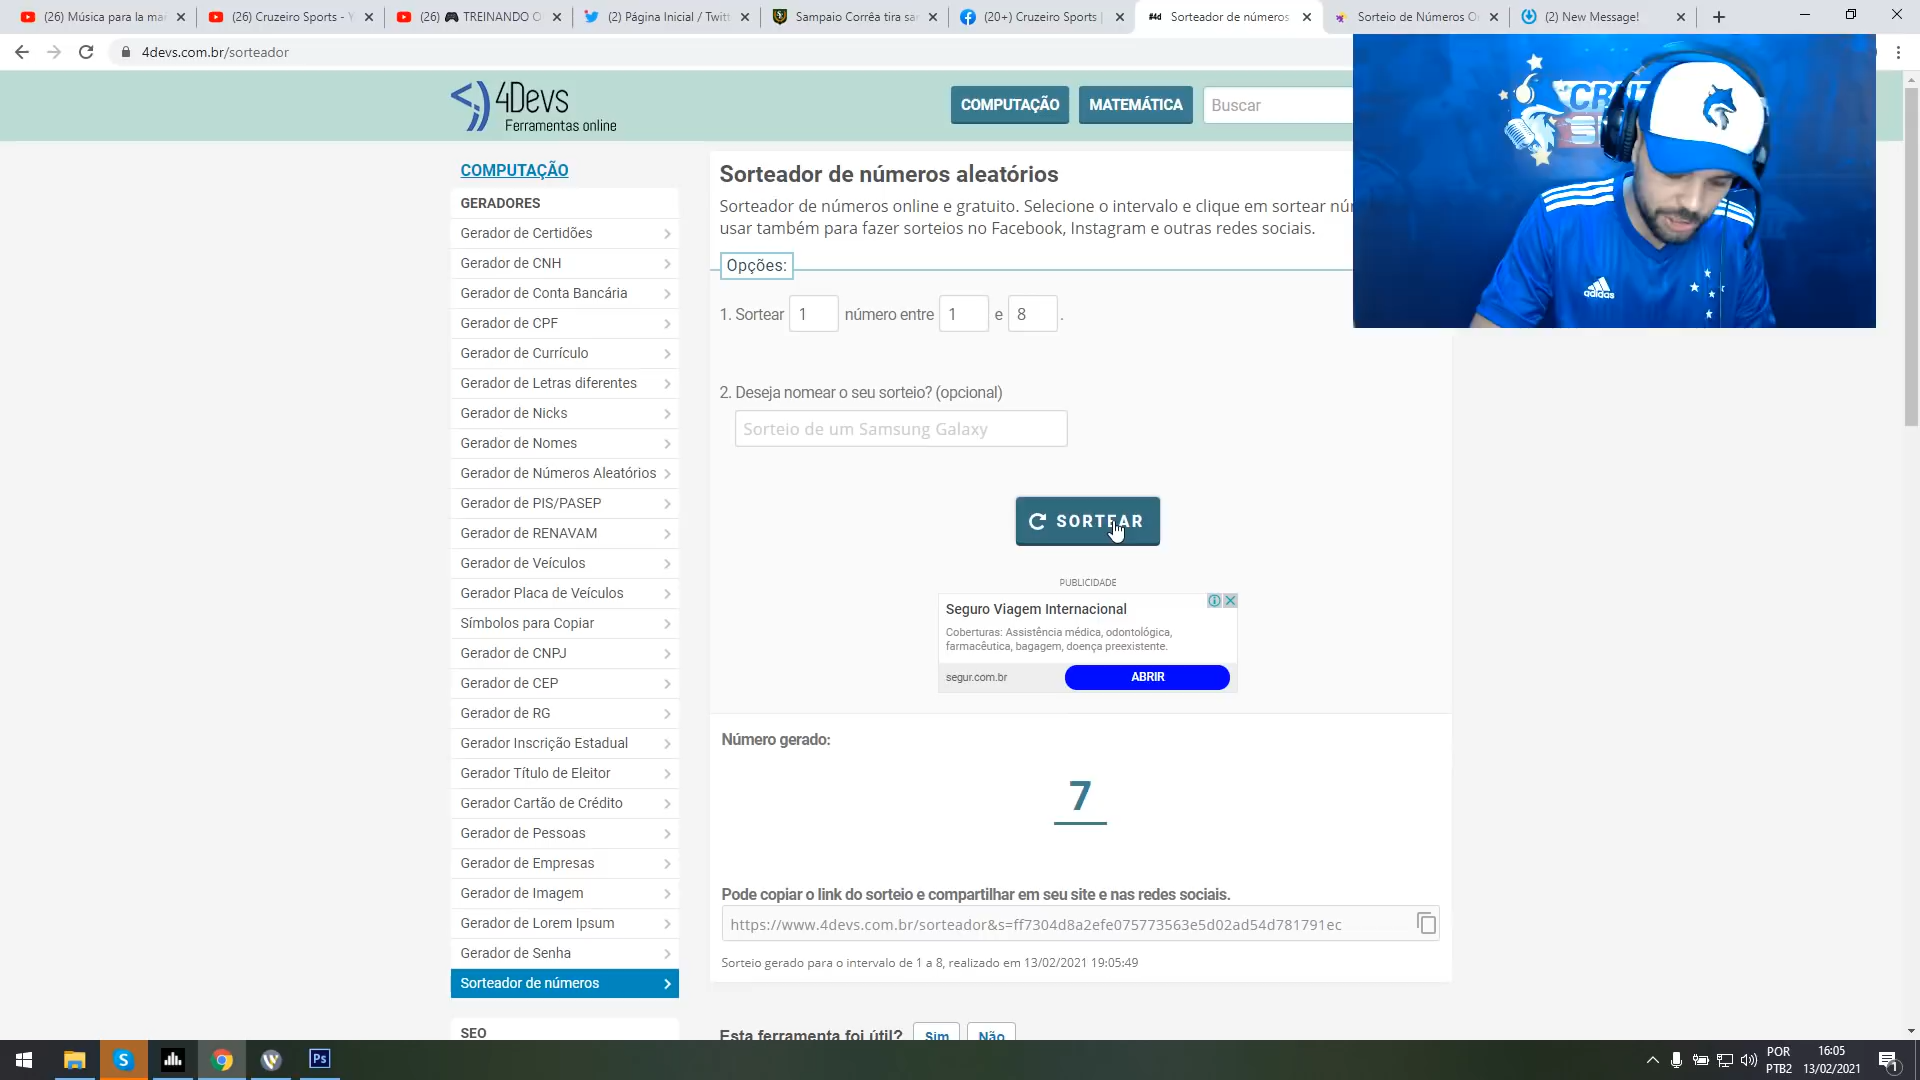 (26) Música para la ma
(26) Cruzeiro Sports - Y
(26) 🎮 TREINANDO O
(2) Página Inicial / Twitt
Sampaio Corrêa tira sa
(20+) Cruzeiro Sports |
#4d Sorteador de números
Sorteio de Números O
(2) New Message!
4devs.com.br/sorteador
4Devs
Ferramentas online
COMPUTAÇÃO
MATEMÁTICA
Buscar
COMPUTAÇÃO
GERADORES
Gerador de Certidões
Gerador de CNH
Gerador de Conta Bancária
Gerador de CPF
Gerador de Currículo
Gerador de Letras diferentes
Gerador de Nicks
Gerador de Nomes
Gerador de Números Aleatórios
Gerador de PIS/PASEP
Gerador de RENAVAM
Gerador de Veículos
Gerador Placa de Veículos
Símbolos para Copiar
Gerador de CNPJ
Gerador de CEP
Gerador de RG
Gerador Inscrição Estadual
Gerador Título de Eleitor
Gerador Cartão de Crédito
Gerador de Pessoas
Gerador de Empresas
Gerador de Imagem
Gerador de Lorem Ipsum
Gerador de Senha
Sorteador de números
SEO
Sorteador de números aleatórios
Sorteador de números online e gratuito. Selecione o intervalo e clique em sortear nú
usar também para fazer sorteios no Facebook, Instagram e outras redes sociais.
Opções:
1. Sortear 1 número entre 1 e 8 .
2. Deseja nomear o seu sorteio? (opcional)
Sorteio de um Samsung Galaxy
SORTEAR
PUBLICIDADE
Seguro Viagem Internacional
Coberturas: Assistência médica, odontológica,
farmacêutica, bagagem, doença preexistente.
segur.com.br
ABRIR
Número gerado:
7
Pode copiar o link do sorteio e compartilhar em seu site e nas redes sociais.
https://www.4devs.com.br/sorteador&s=ff7304d8a2efe075773563e5d02ad54d781791ec
Sorteio gerado para o intervalo de 1 a 8, realizado em 13/02/2021 19:05:49
Esta ferramenta foi útil? Sim Não
adidas
S
Ps
POR
PTB2
16:05
13/02/2021
1